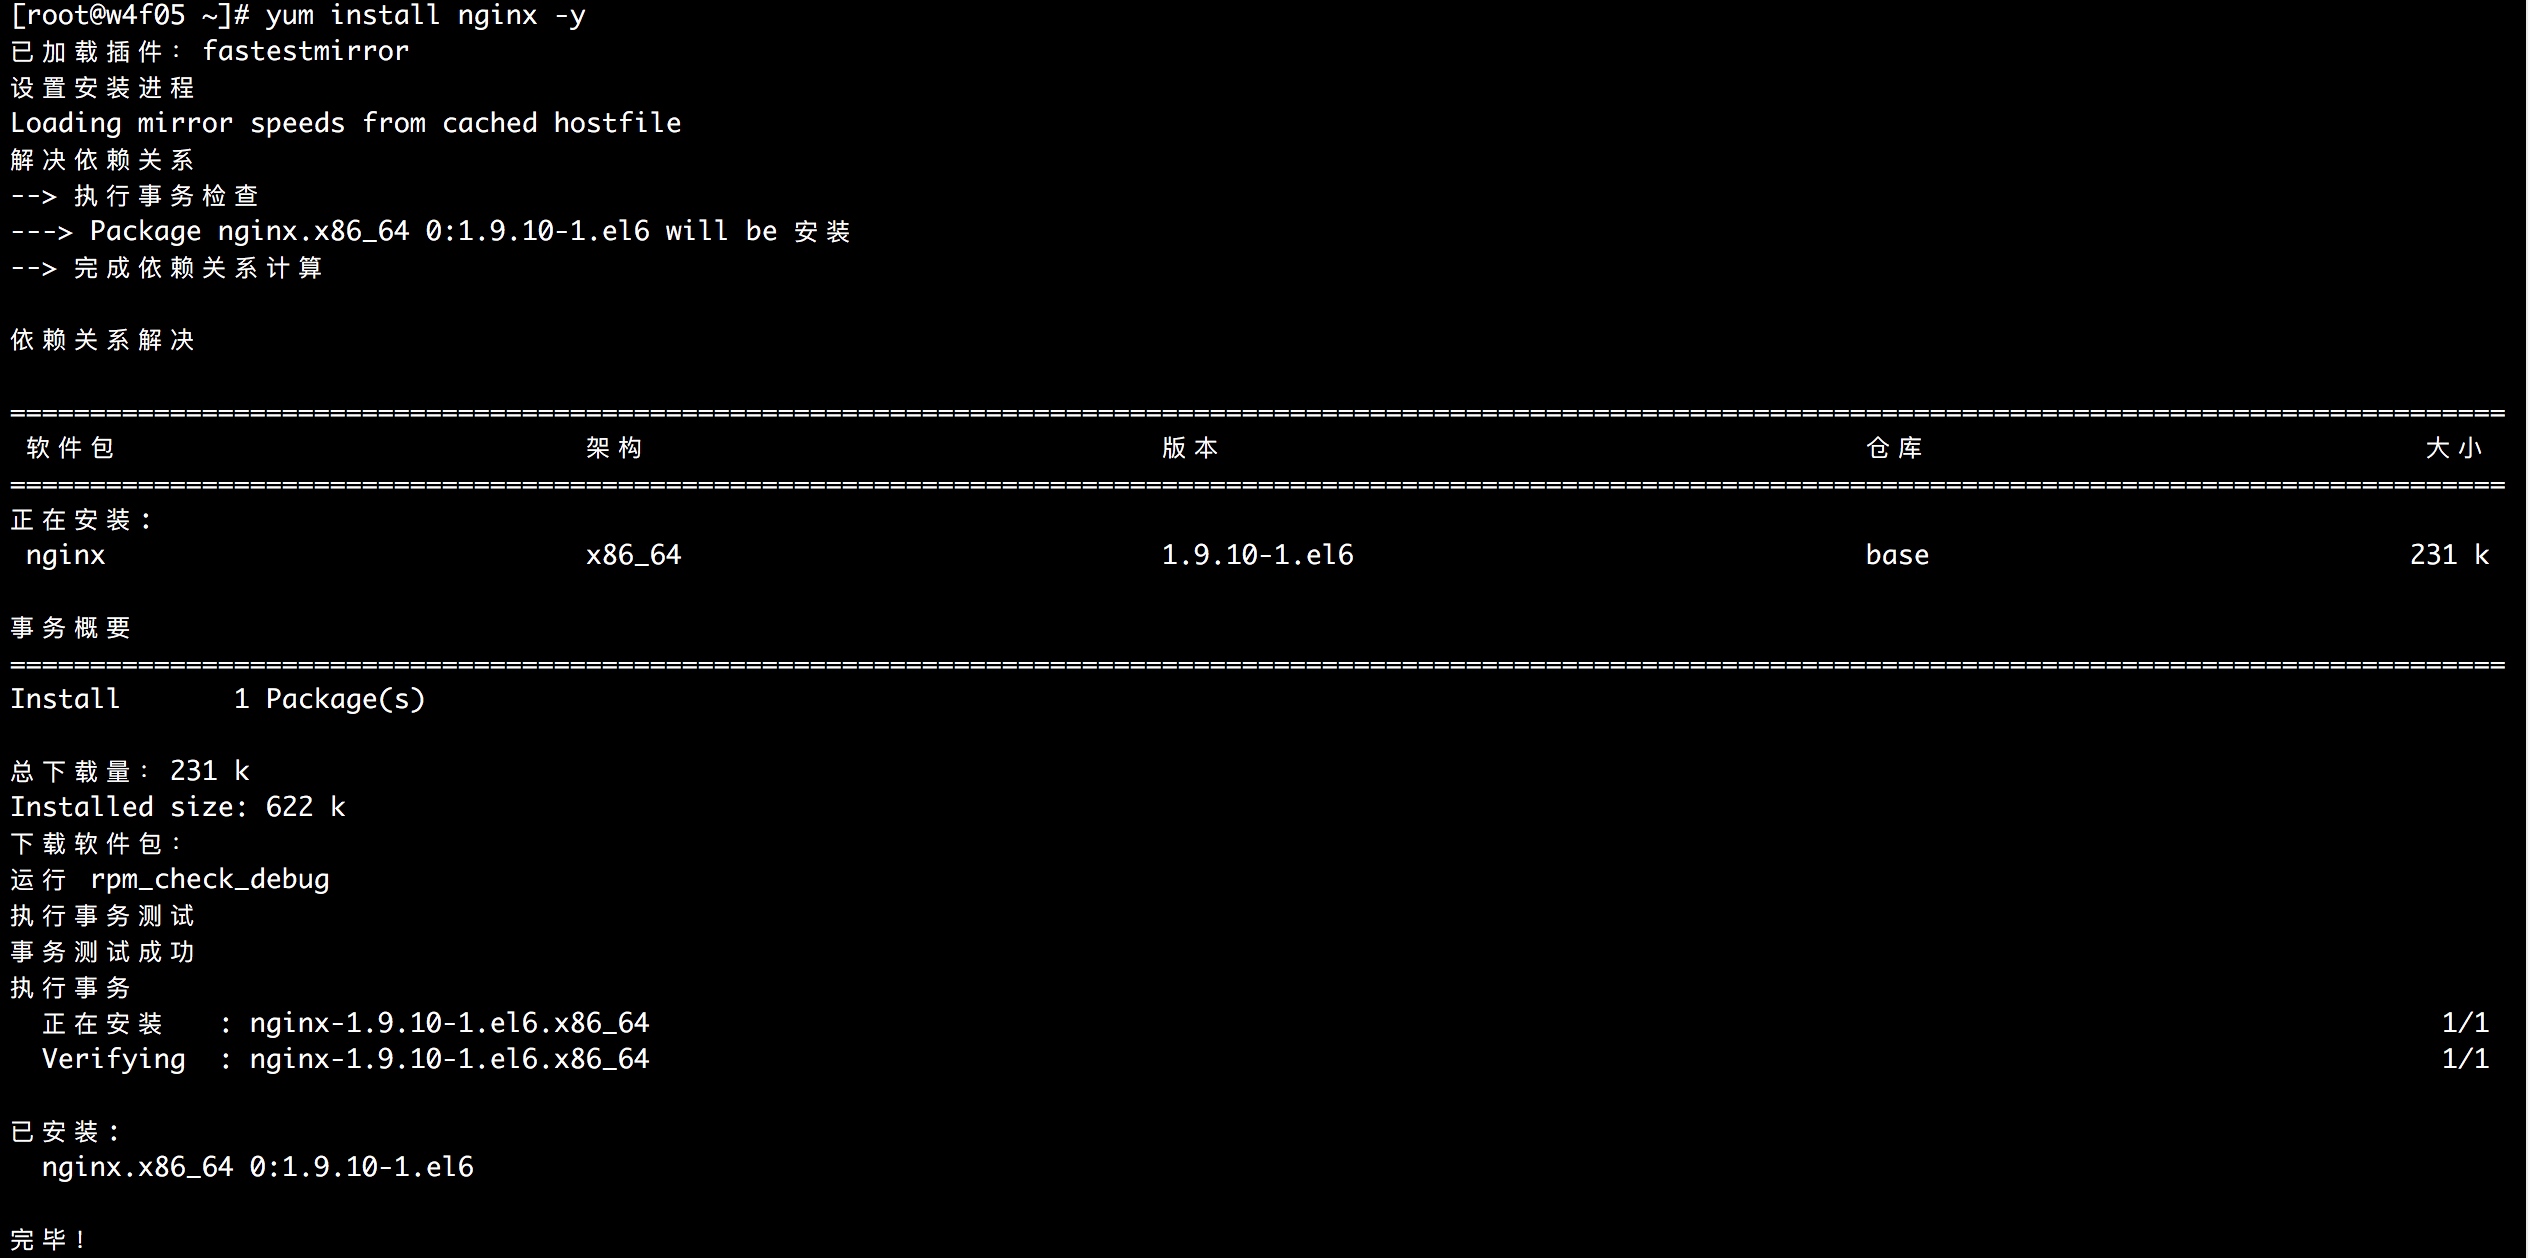 [root@w4f05 ~]# yum install nginx -y
已加载插件：fastestmirror
设置安装进程
Loading mirror speeds from cached hostfile
解决依赖关系
--> 执行事务检查
---> Package nginx.x86_64 0:1.9.10-1.el6 will be 安装
--> 完成依赖关系计算
依赖关系解决
================================================================================
软件包 架构 版本 仓库 大小
================================================================================
正在安装:
nginx x86_64 1.9.10-1.el6 base 231 k
事务概要
================================================================================
Install 1 Package(s)
总下载量：231 k
Installed size: 622 k
下载软件包：
运行 rpm_check_debug
执行事务测试
事务测试成功
执行事务
正在安装 : nginx-1.9.10-1.el6.x86_64 1/1
Verifying : nginx-1.9.10-1.el6.x86_64 1/1
已安装:
nginx.x86_64 0:1.9.10-1.el6
完毕！